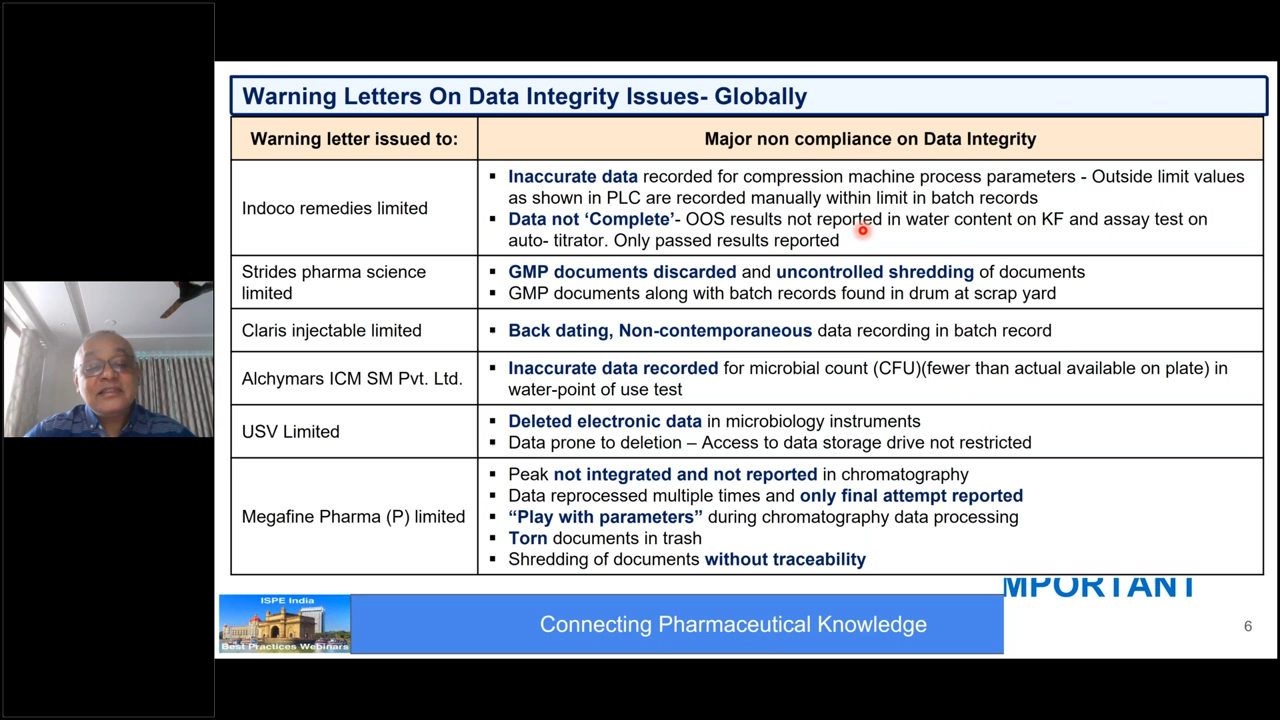 Warning Letters On Data Integrity Issues- Globally
Warning letter issued to:
Major non compliance on Data Integrity
Indoco remedies limited
▪ Inaccurate data recorded for compression machine process parameters - Outside limit values
as shown in PLC are recorded manually within limit in batch records
▪ Data not ‘Complete’- OOS results not reported in water content on KF and assay test on
auto- titrator. Only passed results reported
Strides pharma science
limited
▪ GMP documents discarded and uncontrolled shredding of documents
▪ GMP documents along with batch records found in drum at scrap yard
Claris injectable limited
▪ Back dating, Non-contemporaneous data recording in batch record
Alchymars ICM SM Pvt. Ltd.
▪ Inaccurate data recorded for microbial count (CFU)(fewer than actual available on plate) in
water-point of use test
USV Limited
▪ Deleted electronic data in microbiology instruments
▪ Data prone to deletion – Access to data storage drive not restricted
Megafine Pharma (P) limited
▪ Peak not integrated and not reported in chromatography
▪ Data reprocessed multiple times and only final attempt reported
▪ “Play with parameters” during chromatography data processing
▪ Torn documents in trash
▪ Shredding of documents without traceability
MPORTANT
ISPE India
Best Practices Webinars
Connecting Pharmaceutical Knowledge
6